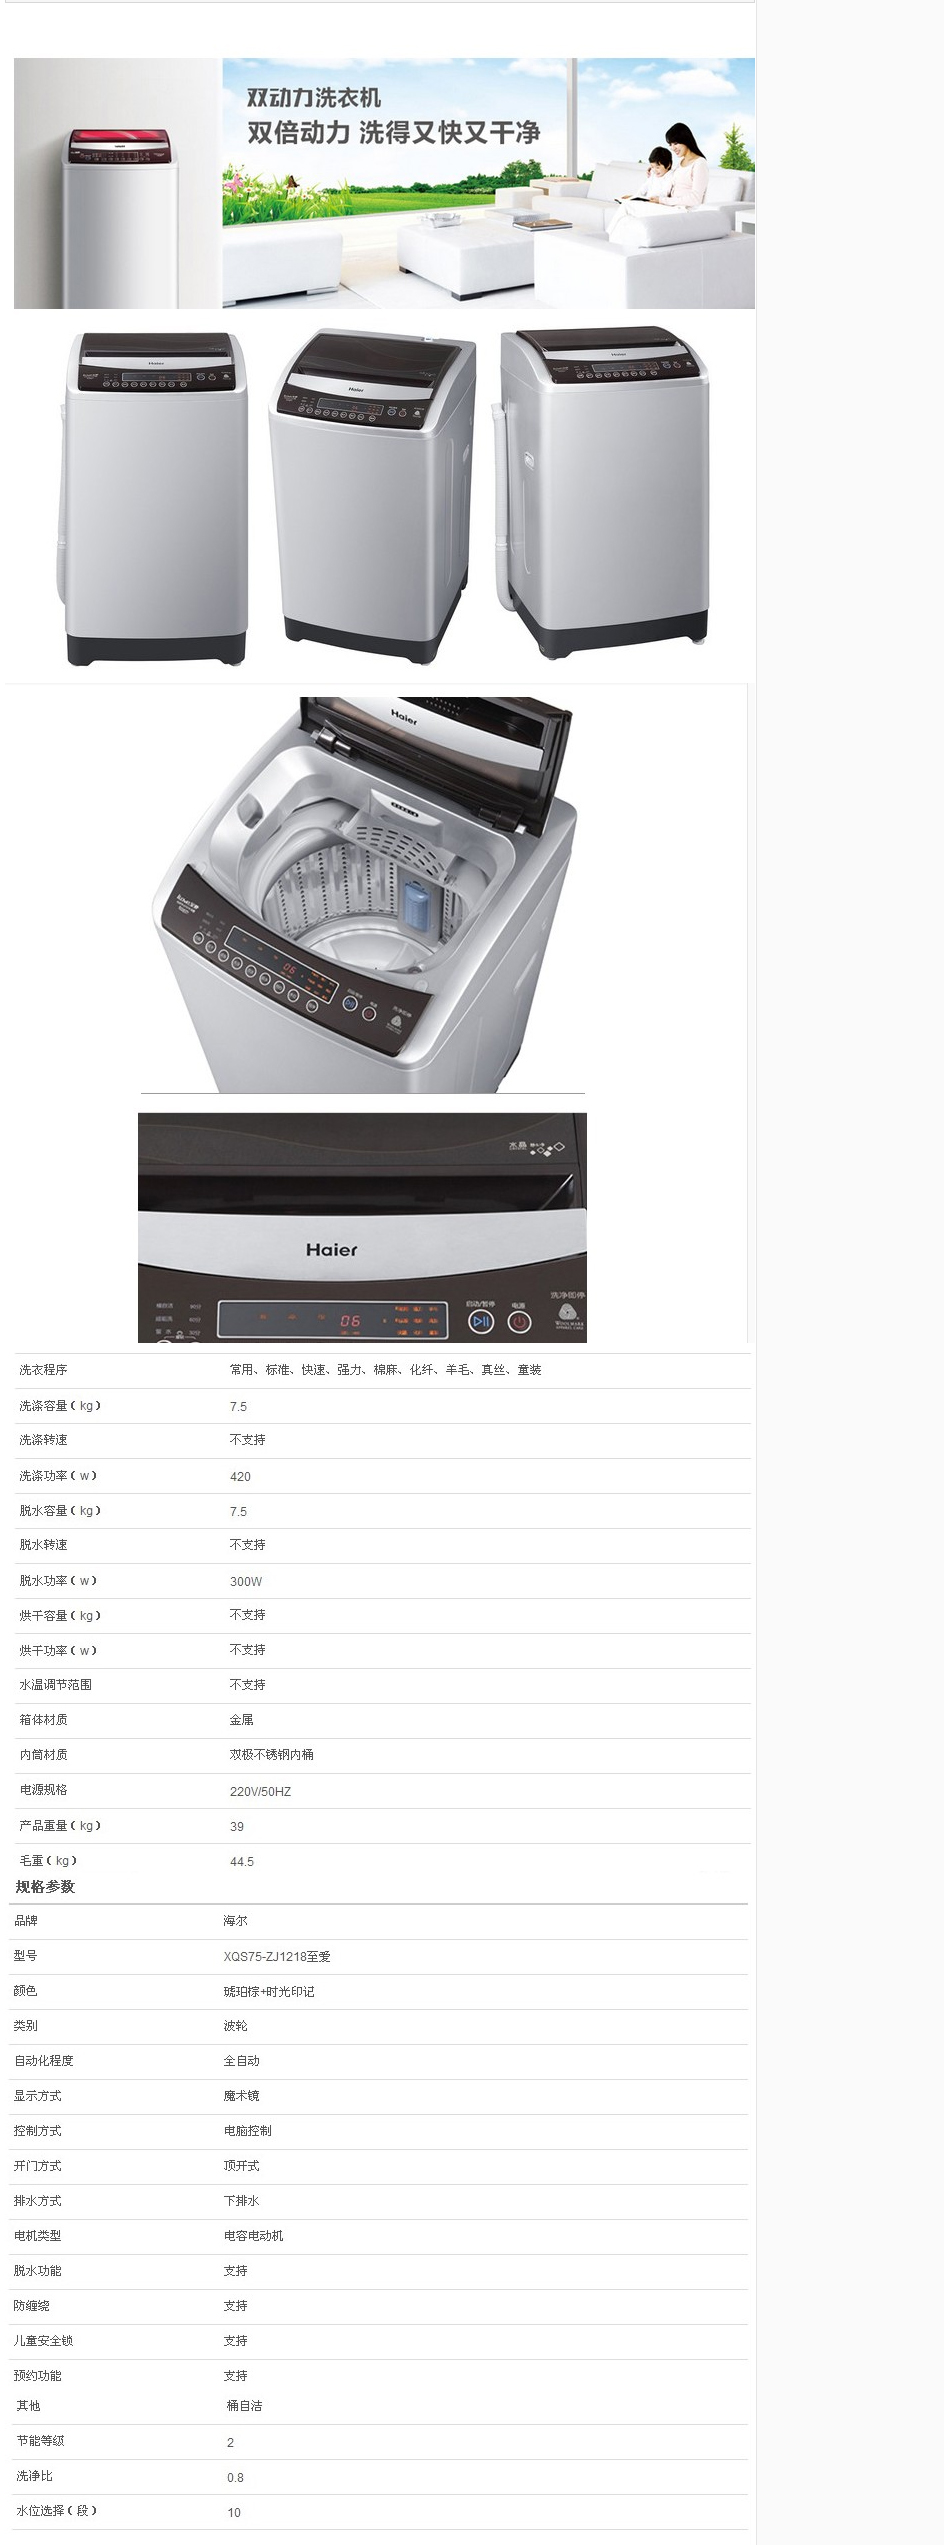 双动力洗衣机
双倍动力 洗得又快又干净
Haier
Haier
Haier
Haier
06
Haier
06
启动/暂停 电源 洗净即停
洗衣程序 常用、标准、快速、强力、棉麻、化纤、羊毛、真丝、童装
洗涤容量（kg） 7.5
洗涤转速 不支持
洗涤功率（w） 420
脱水容量（kg） 7.5
脱水转速 不支持
脱水功率（w） 300W
烘干容量（kg） 不支持
烘干功率（w） 不支持
水温调节范围 不支持
箱体材质 金属
内筒材质 双极不锈钢内桶
电源规格 220V/50HZ
产品重量（kg） 39
毛重（kg） 44.5
规格参数
品牌 海尔
型号 XQS75-ZJ1218至爱
颜色 琥珀棕+时光印记
类别 波轮
自动化程度 全自动
显示方式 魔术镜
控制方式 电脑控制
开门方式 顶开式
排水方式 下排水
电机类型 电容电动机
脱水功能 支持
防缠绕 支持
儿童安全锁 支持
预约功能 支持
其他 桶自洁
节能等级 2
洗净比 0.8
水位选择（段） 10